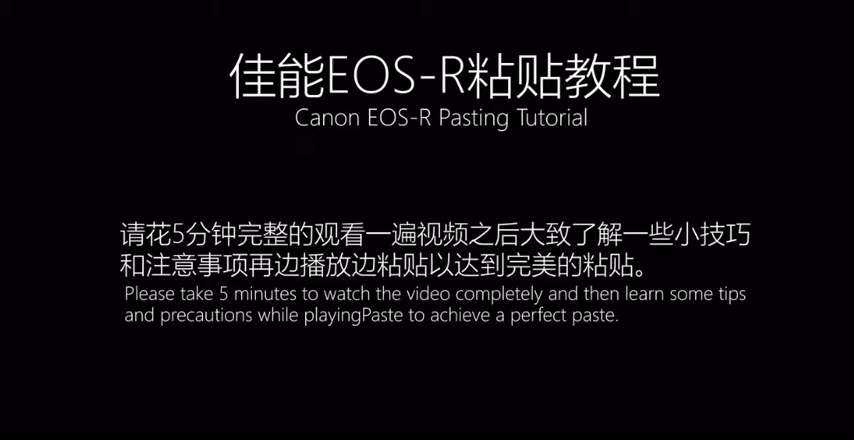 佳能EOS-R粘贴教程
Canon EOS-R Pasting Tutorial
请花5分钟完整的观看一遍视频之后大致了解一些小技巧
和注意事项再边播放边粘贴以达到完美的粘贴。
Please take 5 minutes to watch the video completely and then learn some tips
and precautions while playingPaste to achieve a perfect paste.